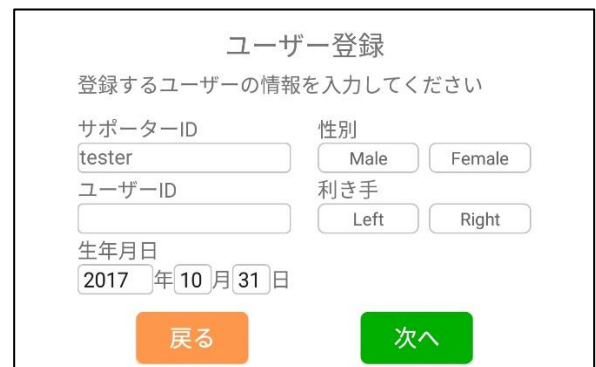 ユーザー登録
登録するユーザーの情報を入力してください
サポーターID
tester
性別
Male Female
ユーザーID
利き手
Left Right
生年月日
2017 年 10 月 31 日
戻る 次へ